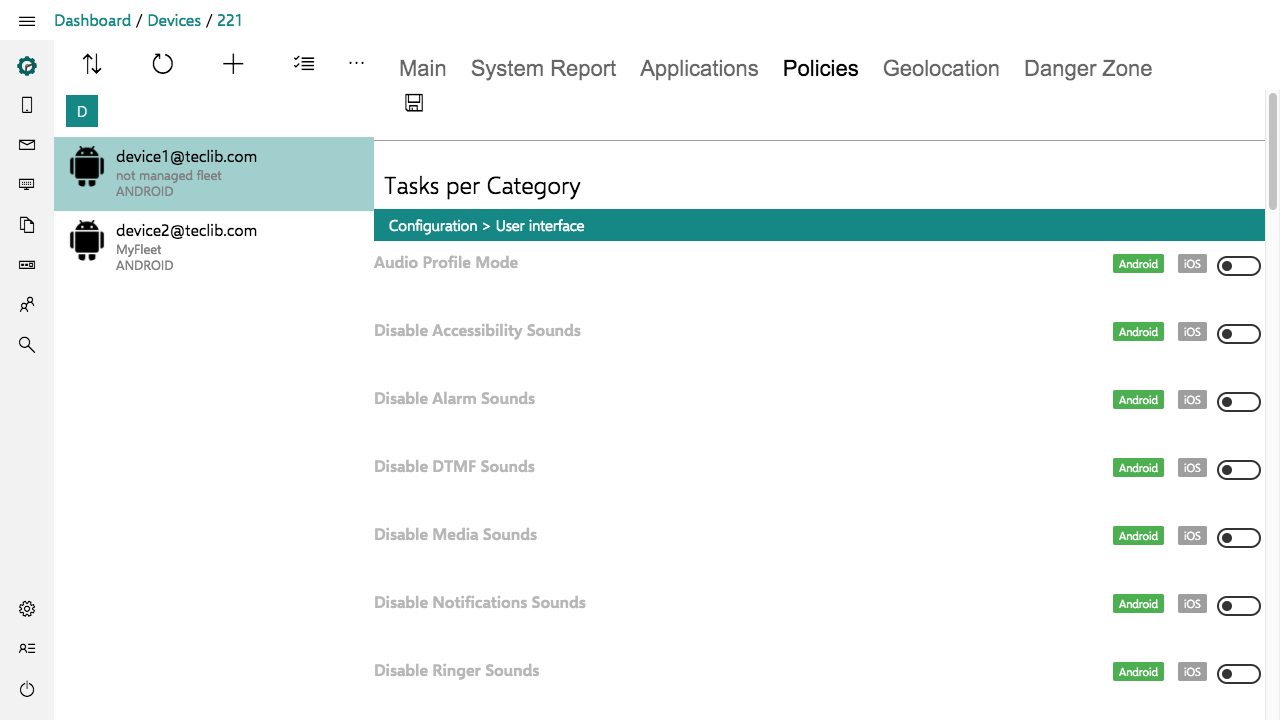 Dashboard / Devices / 221
Main System Report Applications Policies Geolocation Danger Zone
D
device1@teclib.com
not managed fleet
ANDROID
device2@teclib.com
MyFleet
ANDROID
Tasks per Category
Configuration > User interface
Audio Profile Mode Android iOS
Disable Accessibility Sounds Android iOS
Disable Alarm Sounds Android iOS
Disable DTMF Sounds Android iOS
Disable Media Sounds Android iOS
Disable Notifications Sounds Android iOS
Disable Ringer Sounds Android iOS